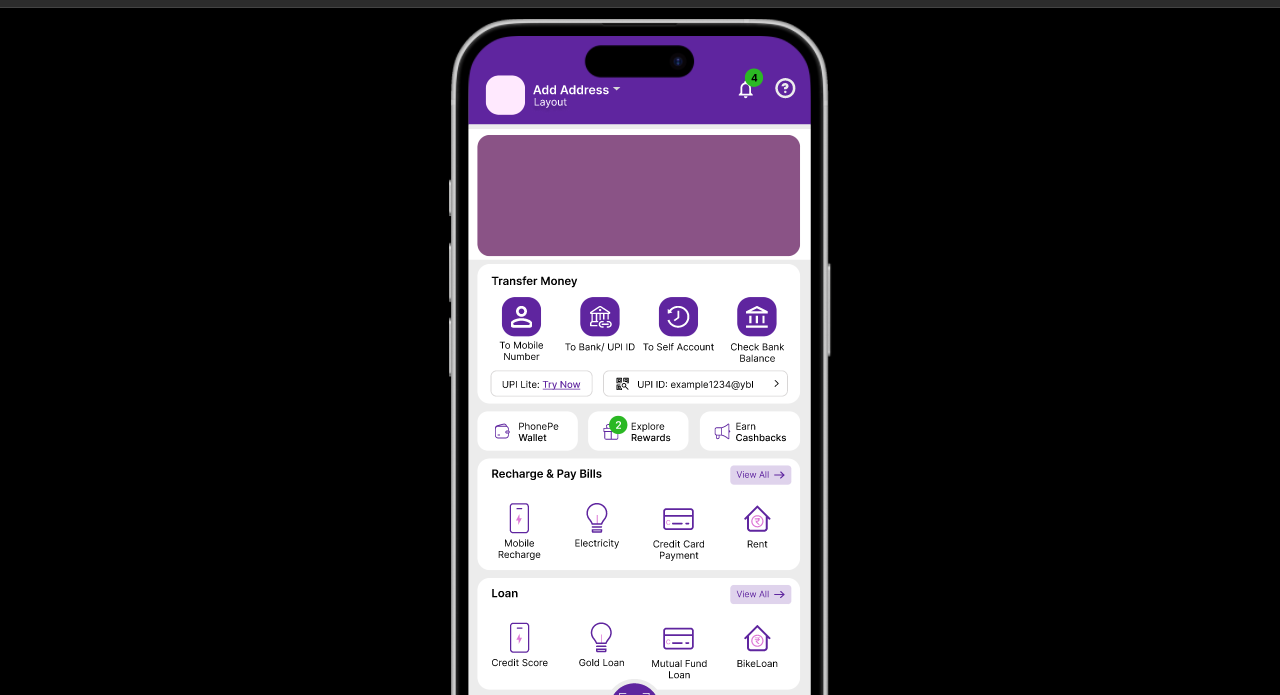 4
Add Address
Layout
Transfer Money
To Mobile
Number
To Bank/ UPI ID
To Self Account
Check Bank
Balance
UPI Lite: Try Now
UPI ID: example1234@ybl
PhonePe
Wallet
2
Explore
Rewards
Earn
Cashbacks
Recharge & Pay Bills
View All
Mobile
Recharge
Electricity
Credit Card
Payment
Rent
Loan
View All
Credit Score
Gold Loan
Mutual Fund
Loan
BikeLoan